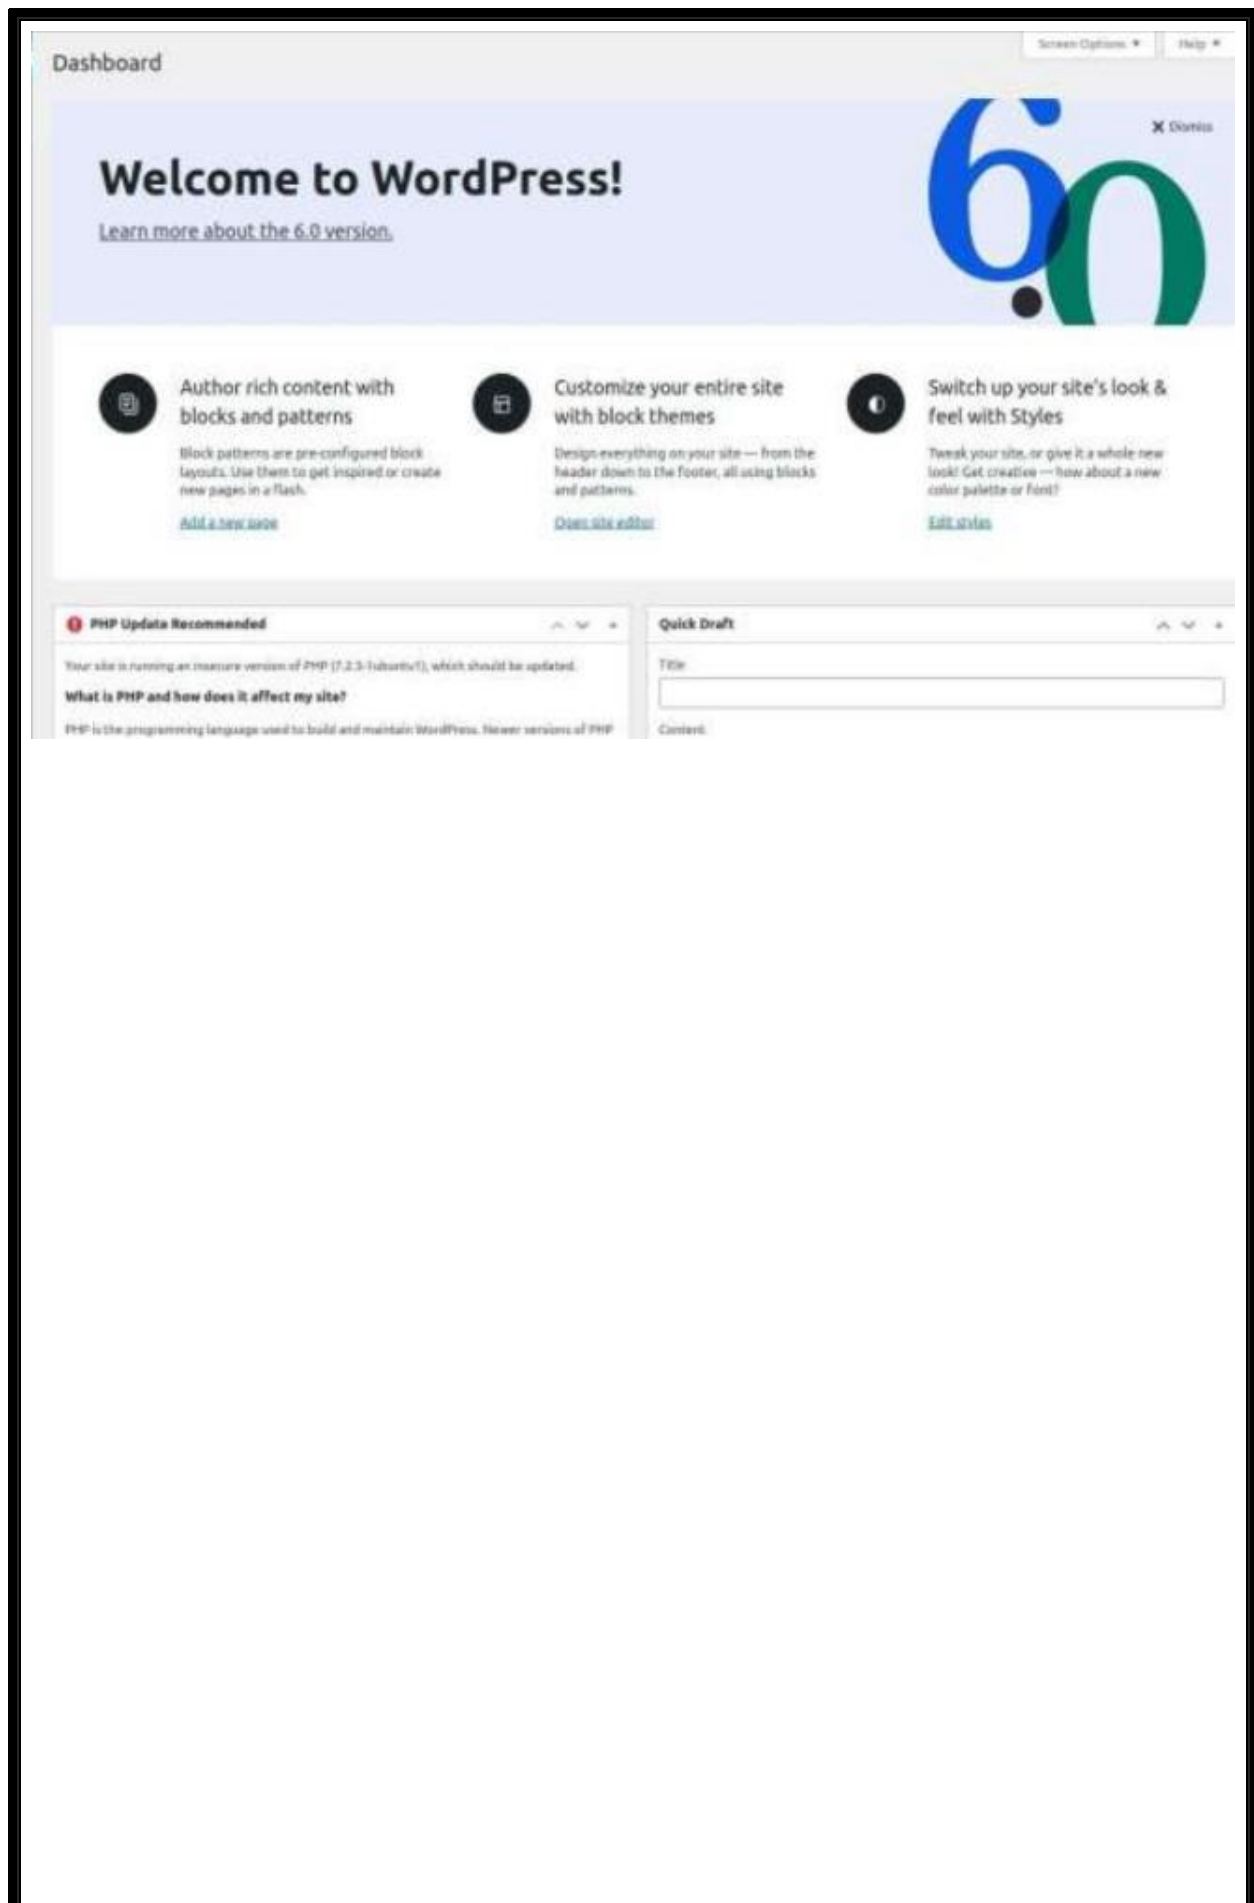 Screen Options
Help
Dashboard
Dismiss
6.0
Welcome to WordPress!
Learn more about the 6.0 version.
Author rich content with
blocks and patterns
Block patterns are pre-configured block
layouts. Use them to get inspired or create
new pages in a flash.
Add a new page
Customize your entire site
with block themes
Design everything on your site — from the
header down to the footer, all using blocks
and patterns.
Open site editor
Switch up your site's look &
feel with Styles
Tweak your site, or give it a whole new
look! Get creative — how about a new
color palette or font?
Edit styles
PHP Update Recommended
Your site is running an insecure version of PHP (7.2.3-1ubuntu1), which should be updated.
What is PHP and how does it affect my site?
PHP is the programming language used to build and maintain WordPress. Newer versions of PHP
Quick Draft
Title
Content